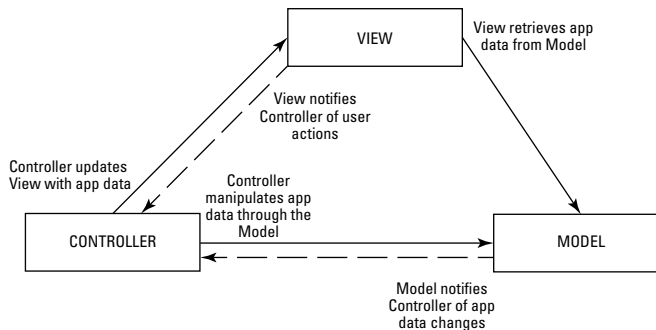 VIEW
View retrieves app
data from Model
View notifies
Controller of user
actions
Controller updates
View with app data
Controller
manipulates app
data through the
Model
CONTROLLER
MODEL
Model notifies
Controller of app
data changes